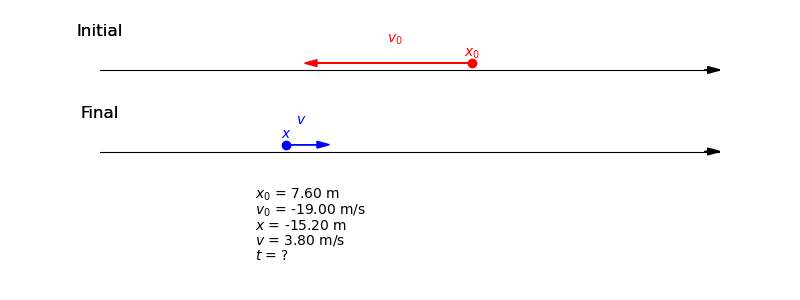 Initial
v₀
x₀
Final
v
x
x₀ = 7.60 m
v₀ = -19.00 m/s
x = -15.20 m
v = 3.80 m/s
t = ?